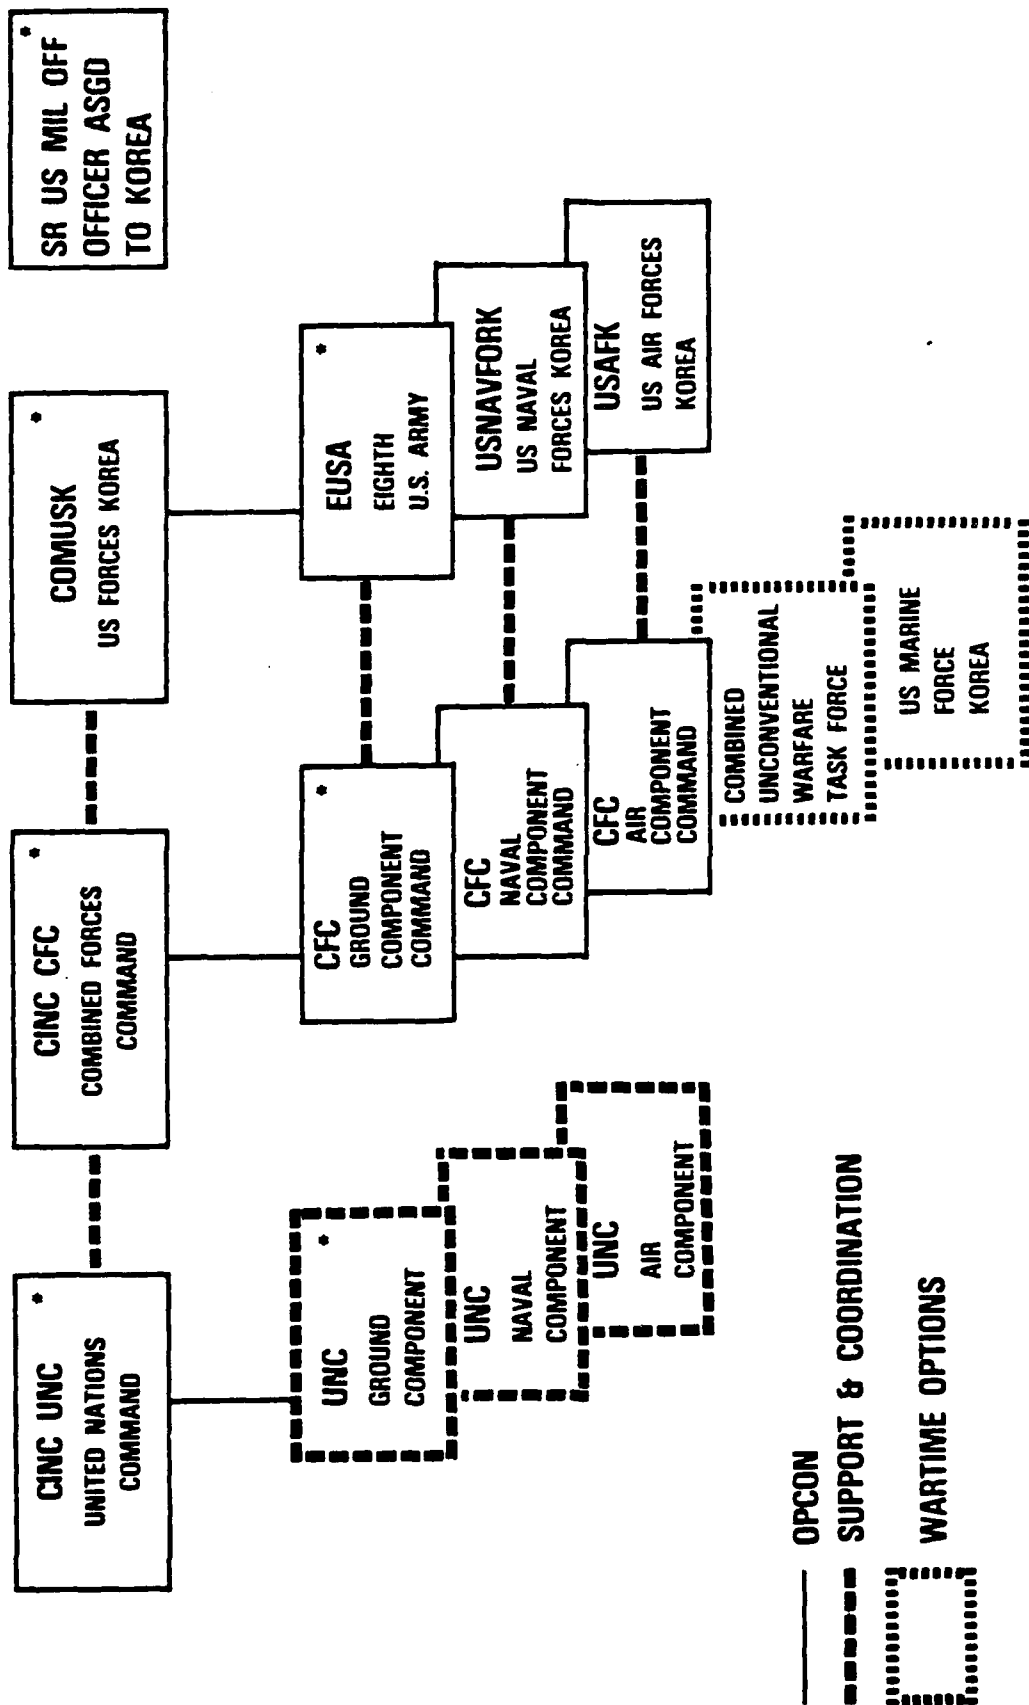 CINC UNC *
UNITED NATIONS
COMMAND
CINC CFC *
COMBINED FORCES
COMMAND
COMUSK *
US FORCES KOREA
*
SR US MIL OFF
OFFICER ASGD
TO KOREA
UNC *
GROUND
COMPONENT
UNC
NAVAL
COMPONENT
UNC
AIR
COMPONENT
CFC *
GROUND
COMPONENT
COMMAND
CFC
NAVAL
COMPONENT
COMMAND
CFC
AIR
COMPONENT
COMMAND
COMBINED
UNCONVENTIONAL
WARFARE
TASK FORCE
US MARINE
FORCE
KOREA
EUSA *
EIGHTH
U.S. ARMY
USNAVFORK
US NAVAL
FORCES KOREA
USAFK
US AIR FORCES
KOREA
OPCON
SUPPORT & COORDINATION
WARTIME OPTIONS